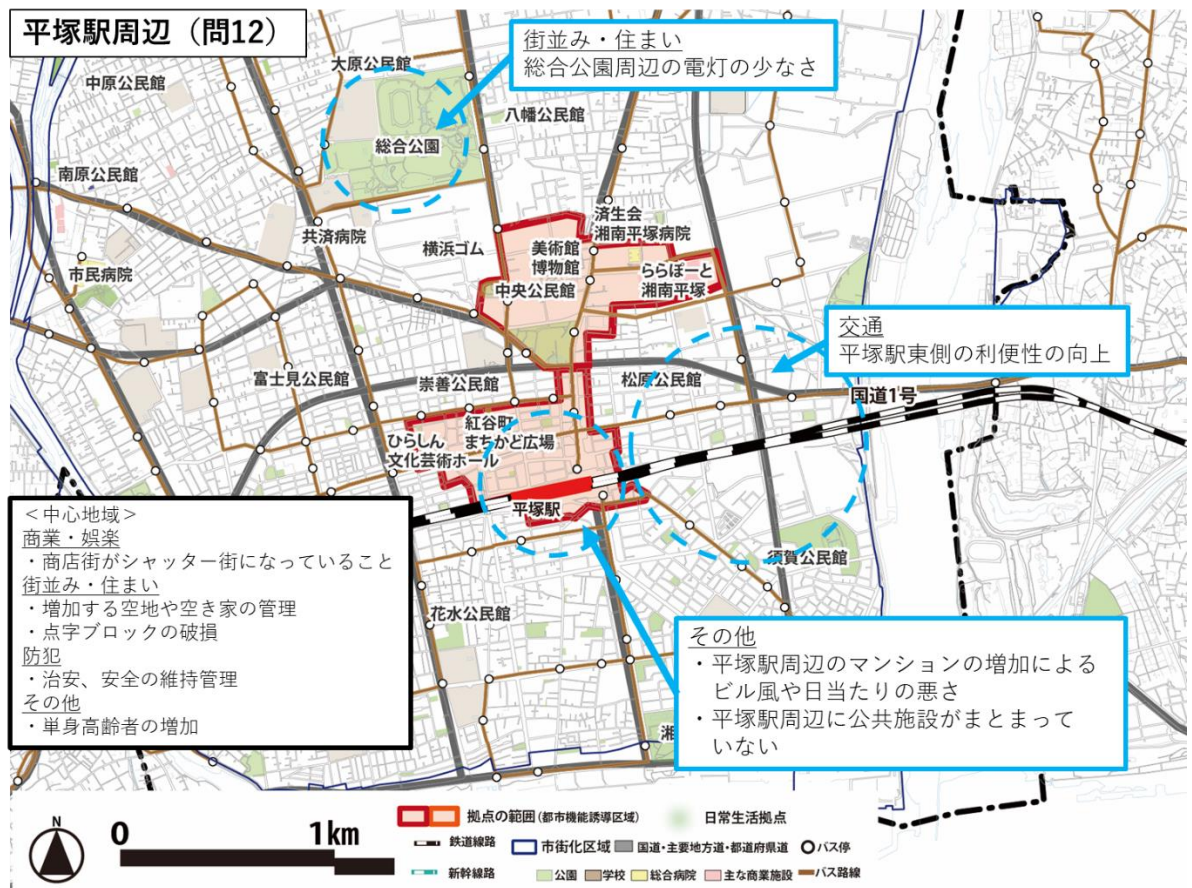 平塚駅周辺（問12）
街並み・住まい
総合公園周辺の電灯の少なさ
大原公民館
中原公民館
八幡公民館
総合公園
南原公民館
共済病院
横浜ゴム
済生会
湘南平塚病院
美術館
博物館
中央公民館
ららぽーと
湘南平塚
市民病院
交通
平塚駅東側の利便性の向上
富士見公民館
崇善公民館
松原公民館
国道1号
紅谷町
まちかど広場
ひらしん
文化芸術ホール
平塚駅
須賀公民館
花水公民館
＜中心地域＞
商業・娯楽
・商店街がシャッター街になっていること
街並み・住まい
・増加する空地や空き家の管理
・点字ブロックの破損
防犯
・治安、安全の維持管理
その他
・単身高齢者の増加
その他
・平塚駅周辺のマンションの増加による
ビル風や日当たりの悪さ
・平塚駅周辺に公共施設がまとまって
いない
湘
N
0 1km
拠点の範囲(都市機能誘導区域) 日常生活拠点
鉄道線路 市街化区域 国道・主要地方道・都道府県道 バス停
新幹線路 公園 学校 総合病院 主な商業施設 バス路線